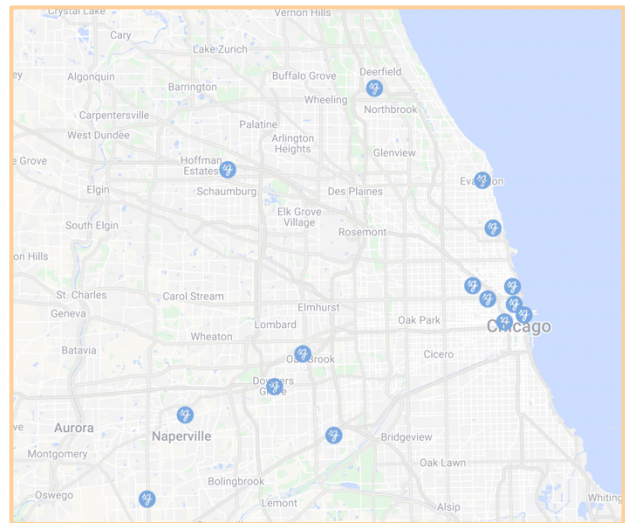 Crystal Lake
Vernon Hills
Cary
Lake Zurich
Algonquin
Buffalo Grove
Deerfield
Barrington
Wheeling
Northbrook
Carpentersville
Palatine
West Dundee
Arlington
Heights
Glenview
Grove
Hoffman
Estates
Evanston
Elgin
Schaumburg
Des Plaines
Elk Grove
Village
South Elgin
Rosemont
on Hills
St. Charles
Carol Stream
Geneva
Elmhurst
Lombard
Oak Park
Chicago
Wheaton
Batavia
Oak Brook
Cicero
Downers
Grove
Aurora
Naperville
Bridgeview
Montgomery
Oak Lawn
Oswego
Bolingbrook
Lemont
Alsip
Whiting